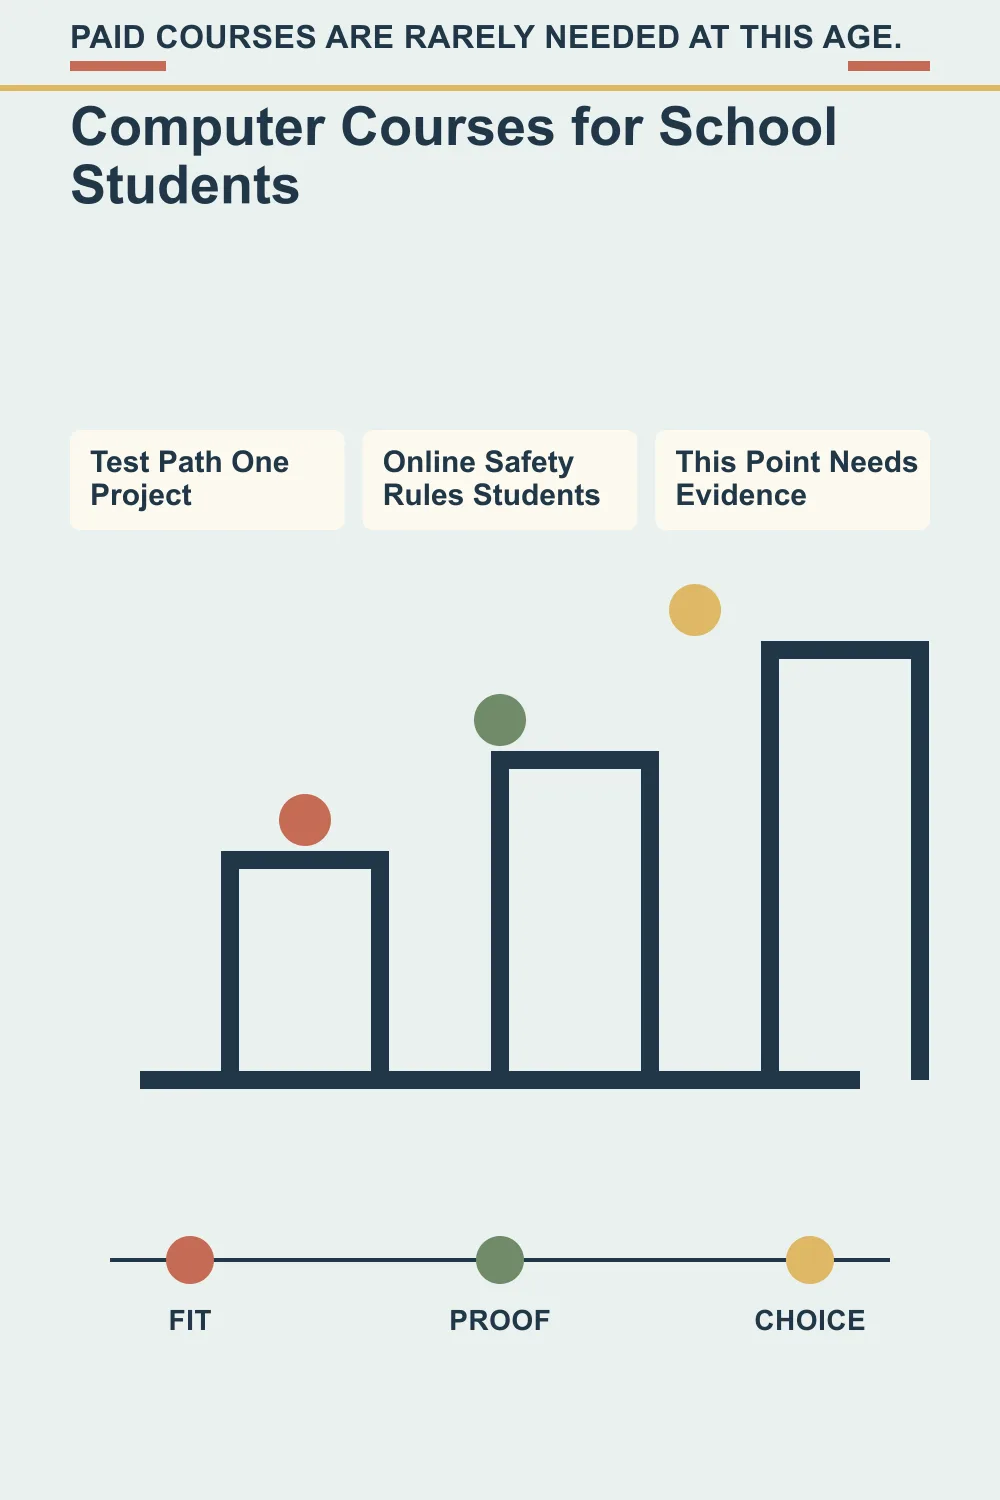 PAID COURSES ARE RARELY NEEDED AT THIS AGE.
Computer Courses for School
Students
Test Path One
Project
Online Safety
Rules Students
This Point Needs
Evidence
FIT
PROOF
CHOICE